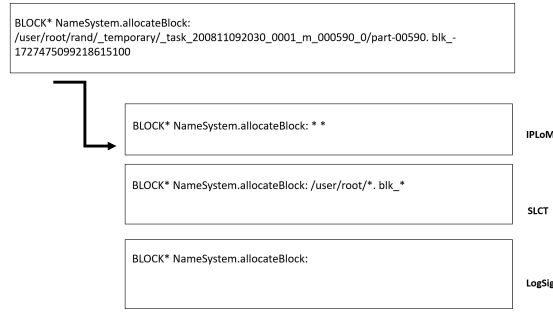 BLOCK* NameSystem.allocateBlock:
/user/root/rand/_temporary/_task_200811092030_0001_m_000590_0/part-00590. blk_-
1727475099218615100
BLOCK* NameSystem.allocateBlock: * *
IPLoM
BLOCK* NameSystem.allocateBlock: /user/root/*. blk_*
SLCT
BLOCK* NameSystem.allocateBlock:
LogSig